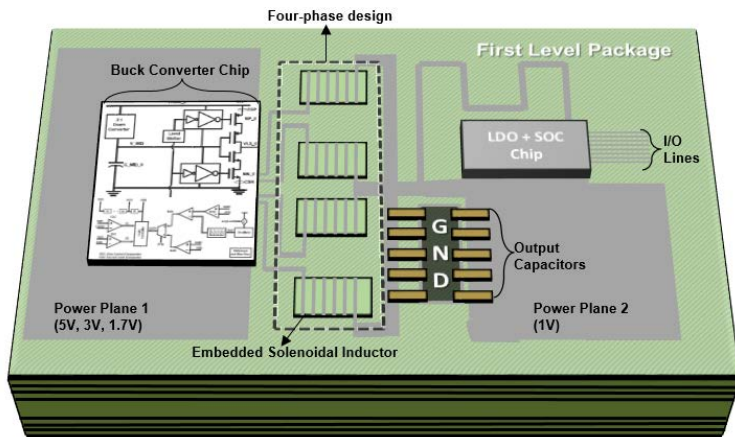 Four-phase design
First Level Package
Buck Converter Chip
LDO + SOC
Chip
I/O
Lines
G
N
D
Output
Capacitors
Power Plane 1
(5V, 3V, 1.7V)
Power Plane 2
(1V)
Embedded Solenoidal Inductor